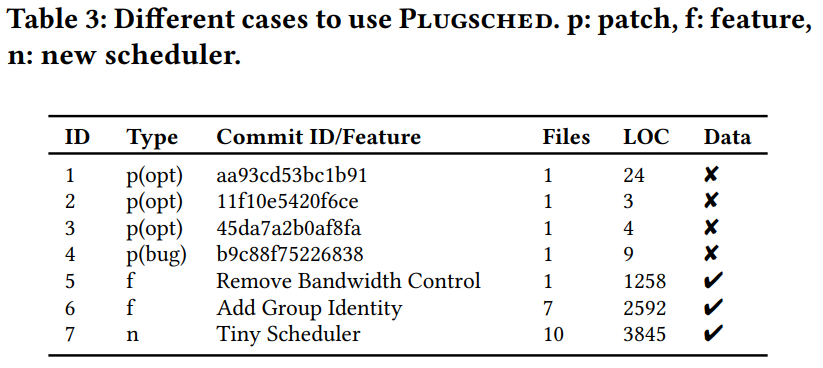 Table 3: Different cases to use PLUGSCHED. p: patch, f: feature,
n: new scheduler.
ID Type Commit ID/Feature Files LOC Data
1 p(opt) aa93cd53bc1b91 1 24 ✘
2 p(opt) 11f10e5420f6ce 1 3 ✘
3 p(opt) 45da7a2b0af8fa 1 4 ✘
4 p(bug) b9c88f75226838 1 9 ✘
5 f Remove Bandwidth Control 1 1258 ✔
6 f Add Group Identity 7 2592 ✔
7 n Tiny Scheduler 10 3845 ✔